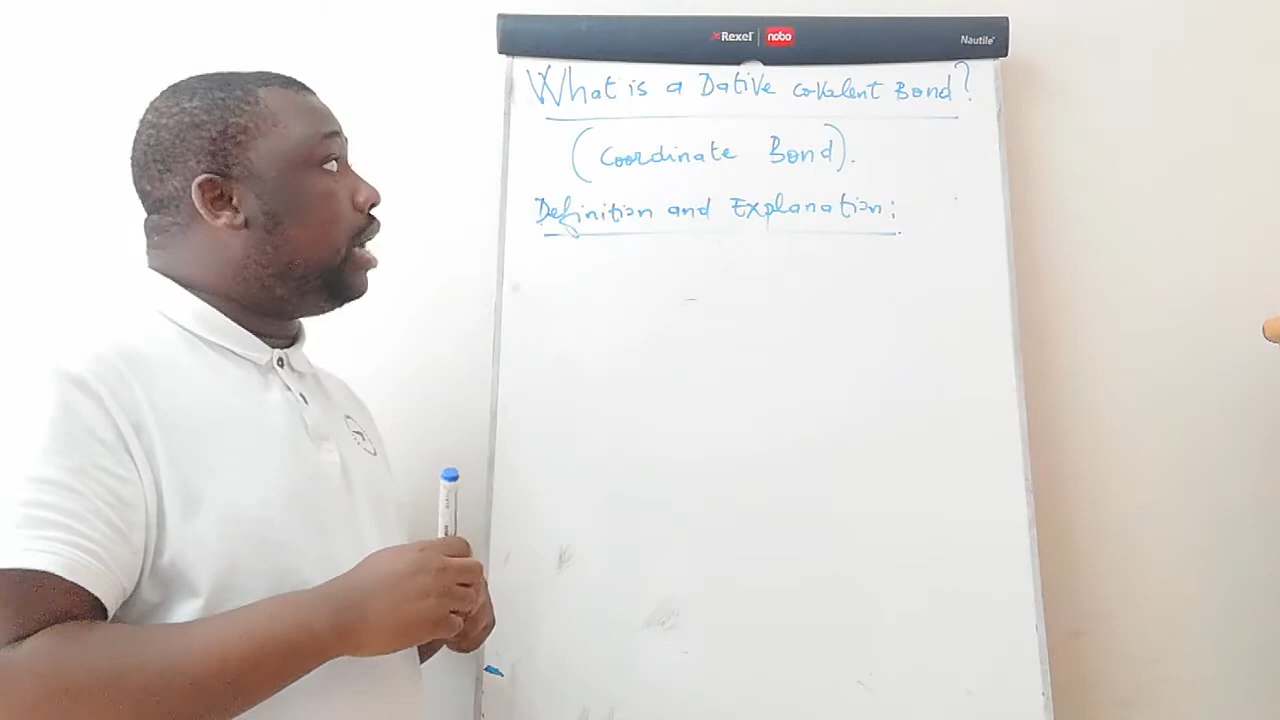 Rexel nobo
Nautile
What is a Dative covalent Bond?
(Coordinate Bond).
Definition and Explanation: